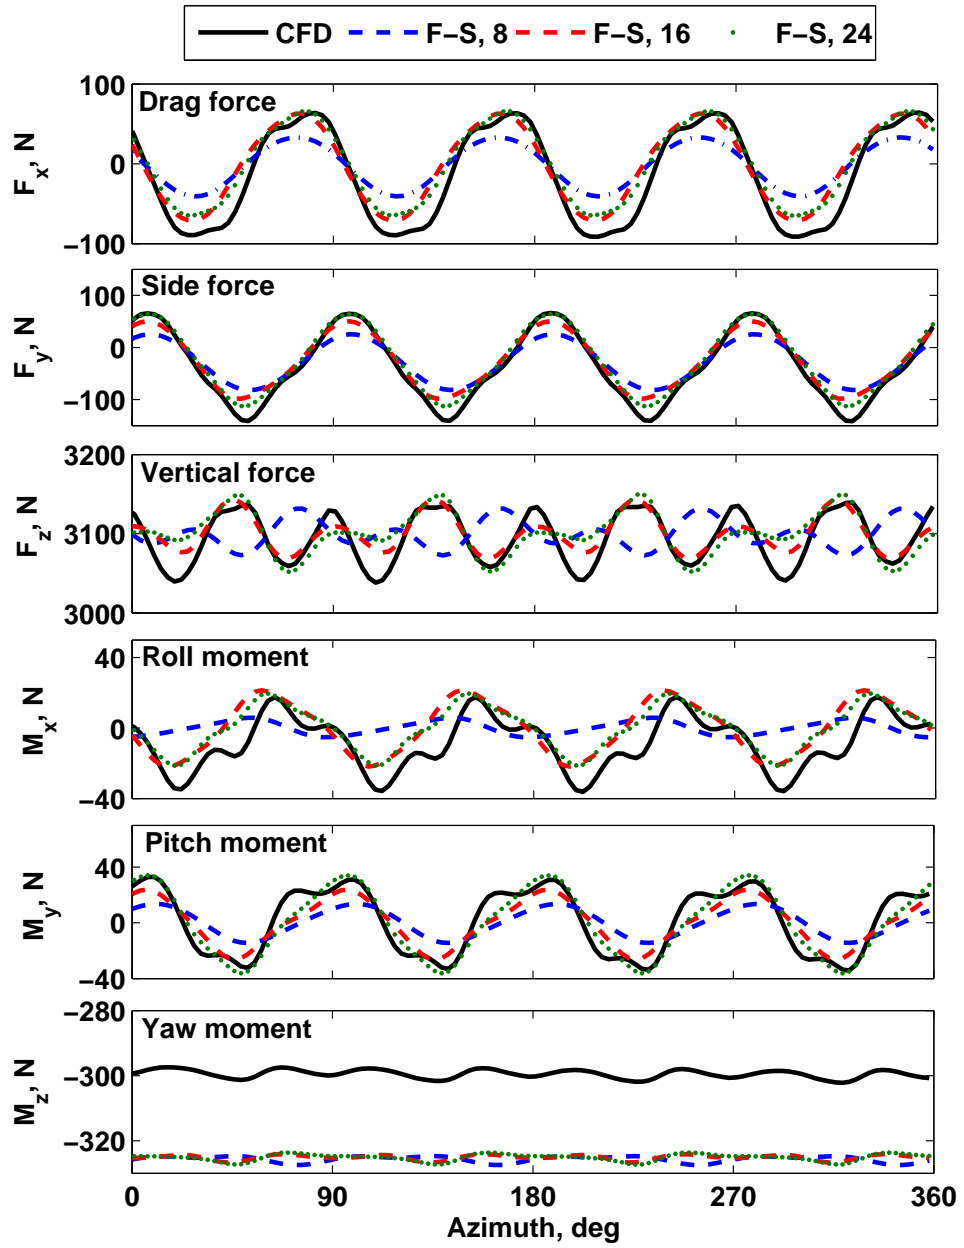 CFD F-S, 8 F-S, 16 F-S, 24
Drag force
100
0
-100
F_x, N
Side force
100
0
-100
F_y, N
Vertical force
3200
3100
3000
F_z, N
Roll moment
40
0
-40
M_x, N
Pitch moment
40
0
-40
M_y, N
Yaw moment
-280
-300
-320
M_z, N
0 90 180 270 360
Azimuth, deg